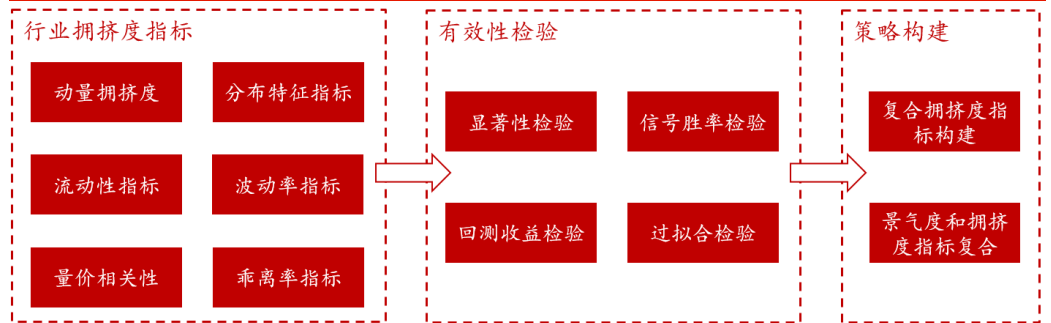 行业拥挤度指标
动量拥挤度
分布特征指标
流动性指标
波动率指标
量价相关性
乖离率指标
有效性检验
显著性检验
信号胜率检验
回测收益检验
过拟合检验
策略构建
复合拥挤度指
标构建
景气度和拥挤
度指标复合